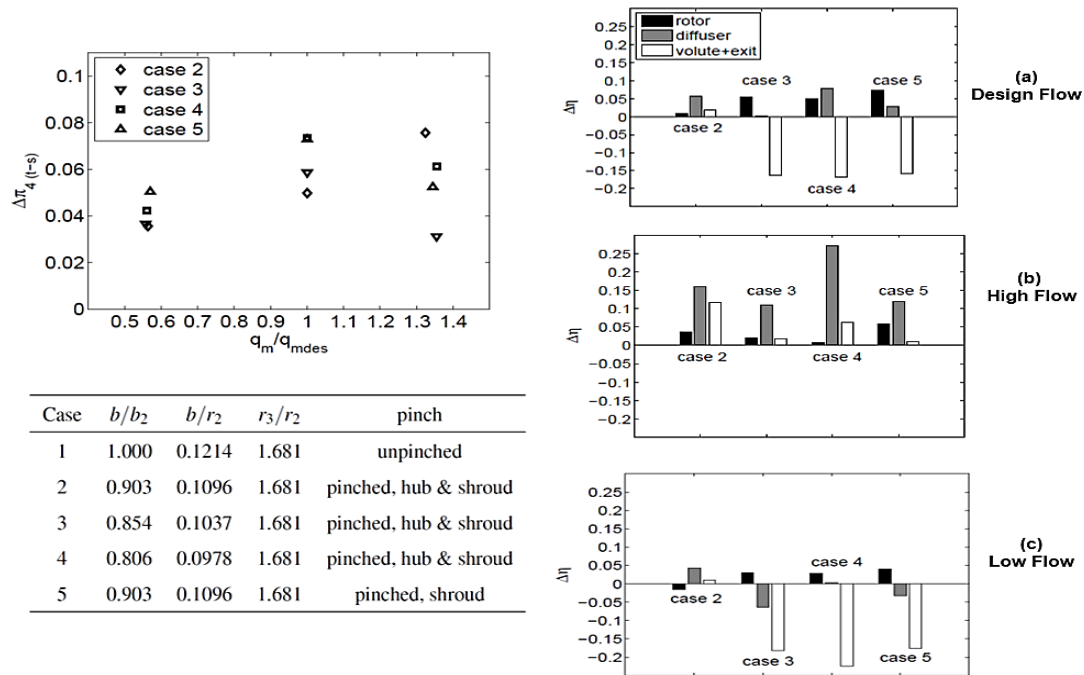 0.1
0.08
0.06
0.04
0.02
0
Δπ4 (t−s)
case 2
case 3
case 4
case 5
0.5 0.6 0.7 0.8 0.9 1 1.1 1.2 1.3 1.4
qm/qmdes
Case b/b2 b/r2 r3/r2 pinch
1 1.000 0.1214 1.681 unpinched
2 0.903 0.1096 1.681 pinched, hub & shroud
3 0.854 0.1037 1.681 pinched, hub & shroud
4 0.806 0.0978 1.681 pinched, hub & shroud
5 0.903 0.1096 1.681 pinched, shroud
rotor
diffuser
volute+exit
0.25
0.2
0.15
0.1
0.05
0
−0.05
−0.1
−0.15
−0.2
Δη
case 3
case 5
case 2
case 4
(a)
Design Flow
0.25
0.2
0.15
0.1
0.05
0
−0.05
−0.1
−0.15
−0.2
Δη
case 3
case 5
case 2
case 4
(b)
High Flow
0.25
0.2
0.15
0.1
0.05
0
−0.05
−0.1
−0.15
−0.2
Δη
case 4
case 2
case 3
case 5
(c)
Low Flow